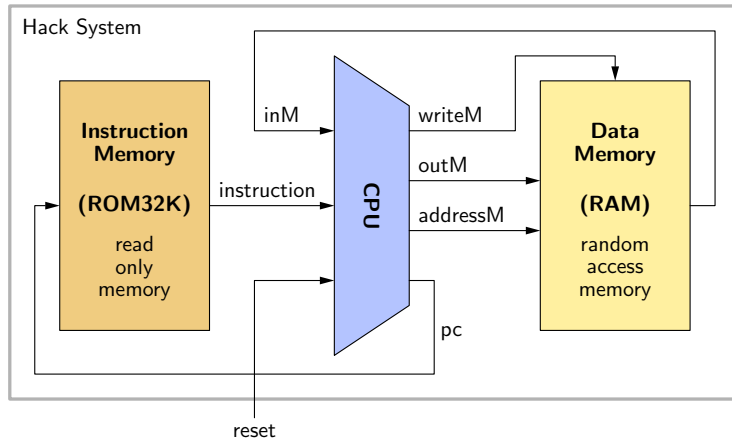 Hack System
Instruction
Memory
(ROM32K)
read
only
memory
instruction
inM
CPU
writeM
outM
addressM
pc
Data
Memory
(RAM)
random
access
memory
reset